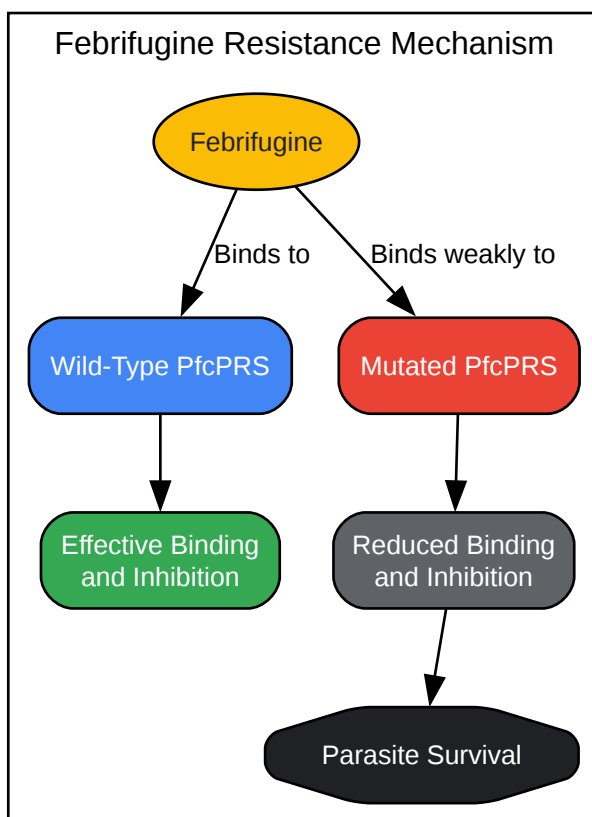 Febrifugine Resistance Mechanism
Febrifugine
Binds to
Binds weakly to
Wild-Type PfcPRS
Mutated PfcPRS
Effective Binding
and Inhibition
Reduced Binding
and Inhibition
Parasite Survival